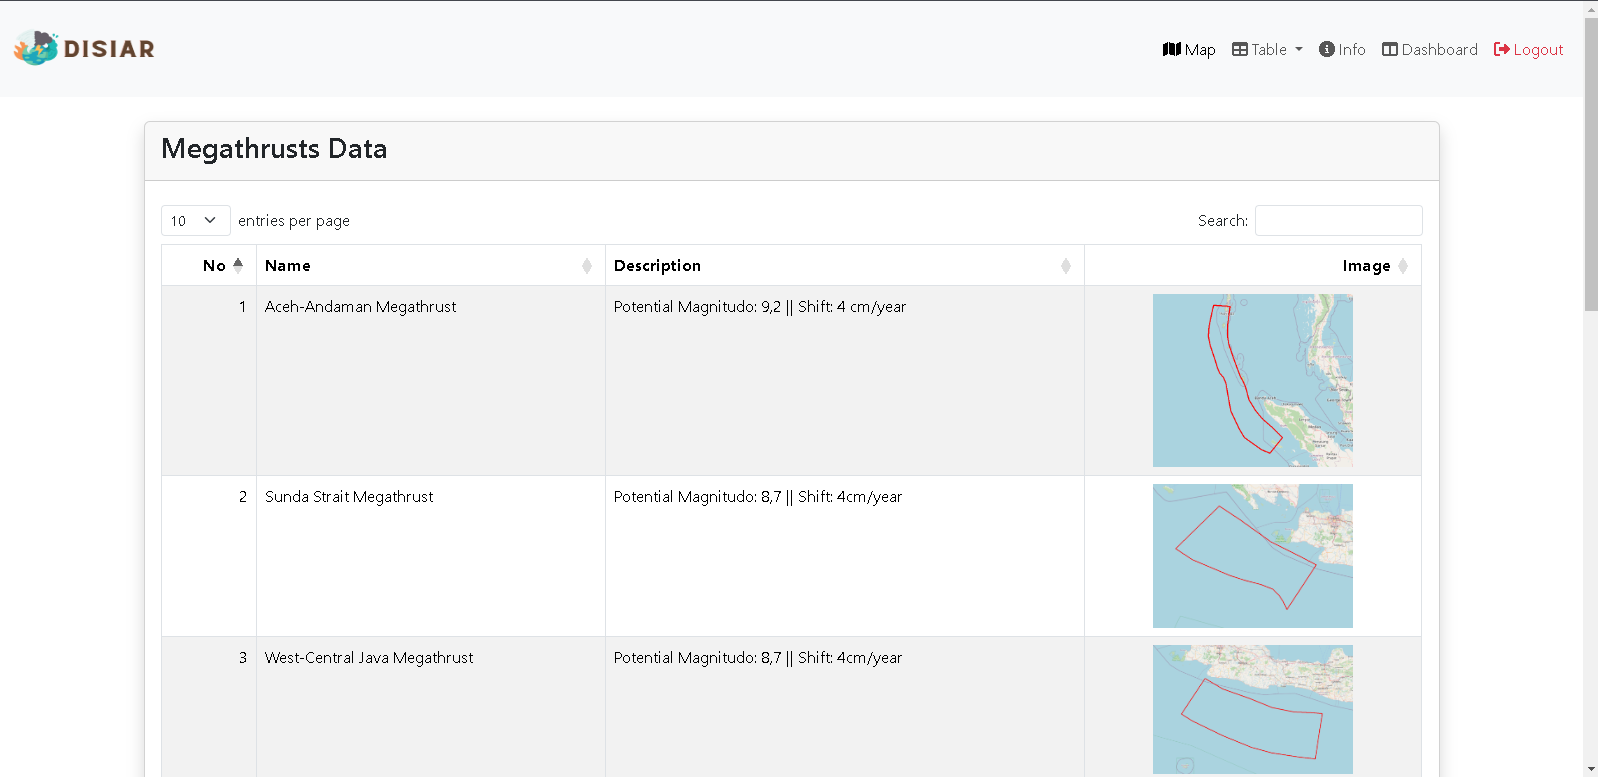 DISIAR
Map Table Info Dashboard Logout
Megathrusts Data
10 entries per page Search:
No Name Description Image
1 Aceh-Andaman Megathrust Potential Magnitudo: 9,2 || Shift: 4 cm/year
2 Sunda Strait Megathrust Potential Magnitudo: 8,7 || Shift: 4cm/year
3 West-Central Java Megathrust Potential Magnitudo: 8,7 || Shift: 4cm/year